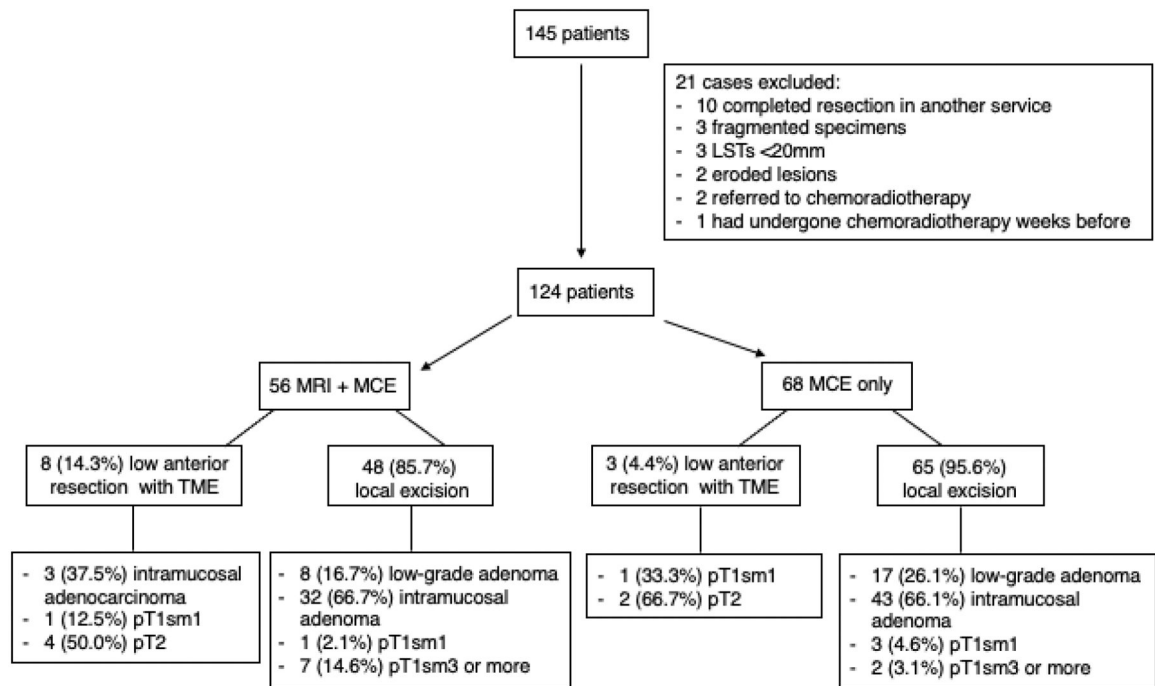 145 patients
21 cases excluded:
- 10 completed resection in another service
- 3 fragmented specimens
- 3 LSTs <20mm
- 2 eroded lesions
- 2 referred to chemoradiotherapy
- 1 had undergone chemoradiotherapy weeks before
124 patients
56 MRI + MCE
68 MCE only
8 (14.3%) low anterior
resection with TME
48 (85.7%)
local excision
3 (4.4%) low anterior
resection with TME
65 (95.6%)
local excision
- 3 (37.5%) intramucosal
adenocarcinoma
- 1 (12.5%) pT1sm1
- 4 (50.0%) pT2
- 8 (16.7%) low-grade adenoma
- 32 (66.7%) intramucosal
adenoma
- 1 (2.1%) pT1sm1
- 7 (14.6%) pT1sm3 or more
- 1 (33.3%) pT1sm1
- 2 (66.7%) pT2
- 17 (26.1%) low-grade adenoma
- 43 (66.1%) intramucosal
adenoma
- 3 (4.6%) pT1sm1
- 2 (3.1%) pT1sm3 or more